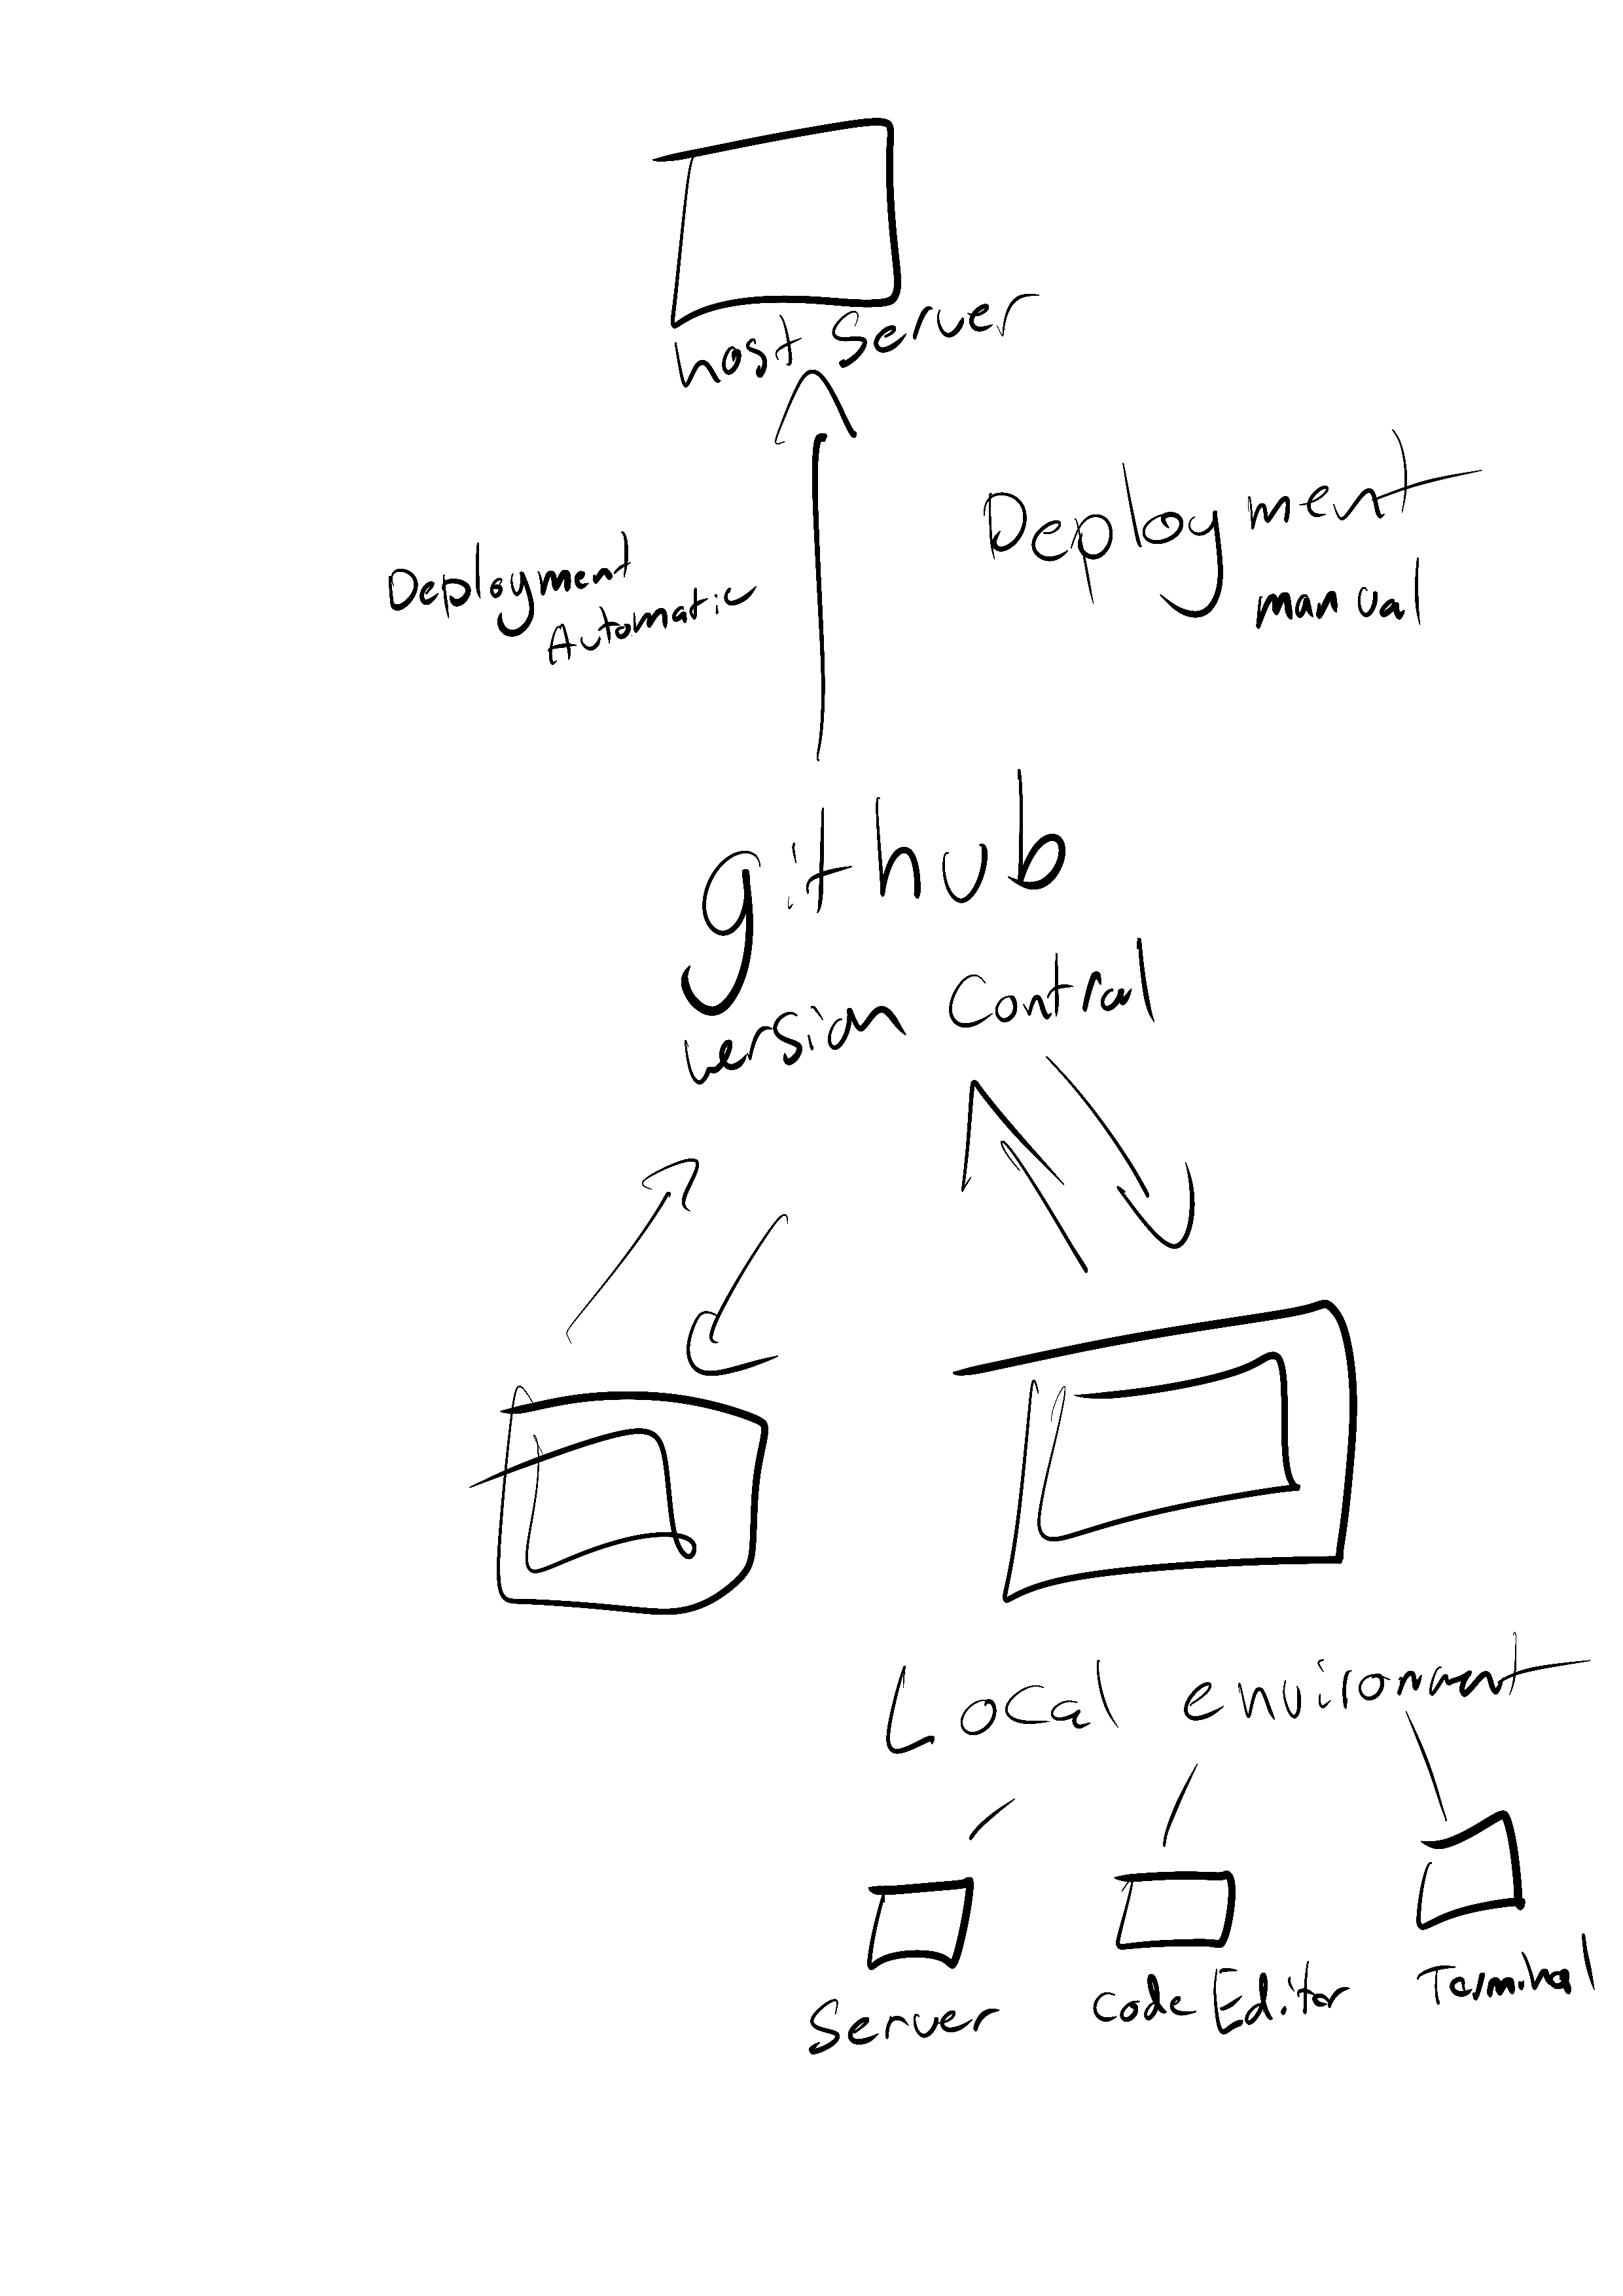 host Server
Deployment
manual
Deployment
Automatic
github
version Control
Local environment
Server
Code Editor
Terminal